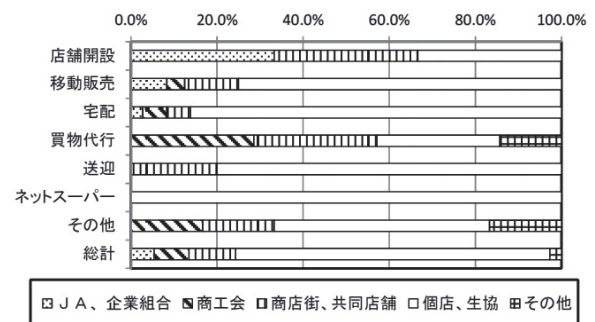 0.0% 20.0% 40.0% 60.0% 80.0% 100.0%
店舗開設
移動販売
宅配
買物代行
送迎
ネットスーパー
その他
総計
ＪＡ、企業組合 商工会 商店街、共同店舗 個店、生協 その他